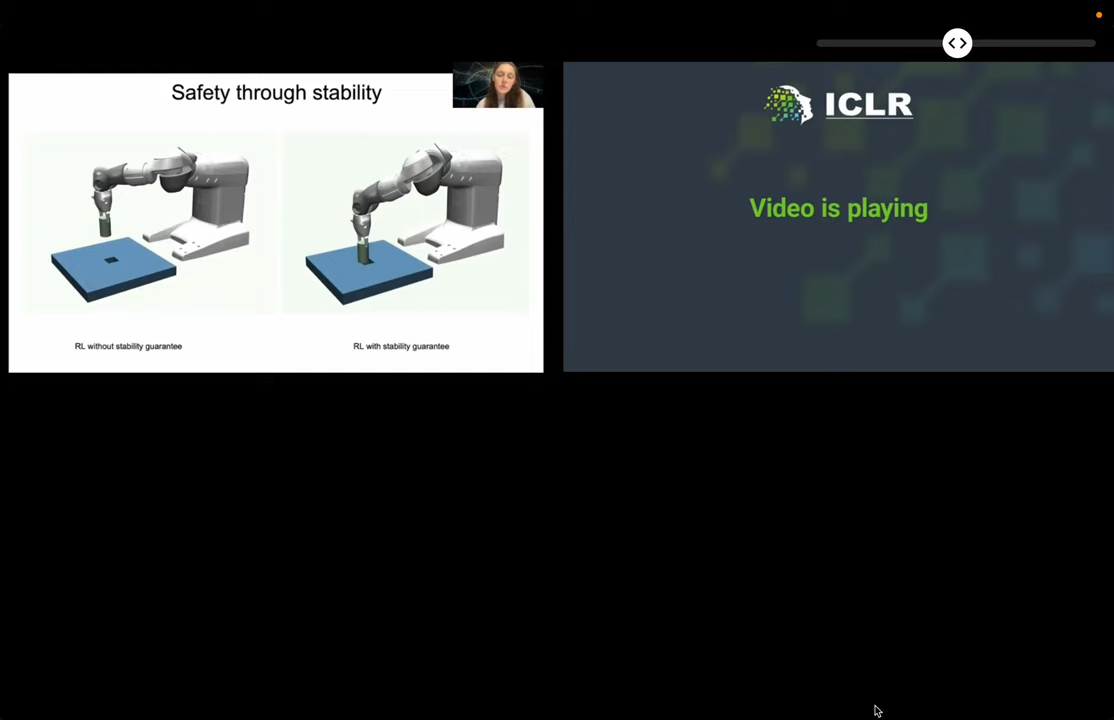 Safety through stability
RL without stability guarantee
RL with stability guarantee
ICLR
Video is playing